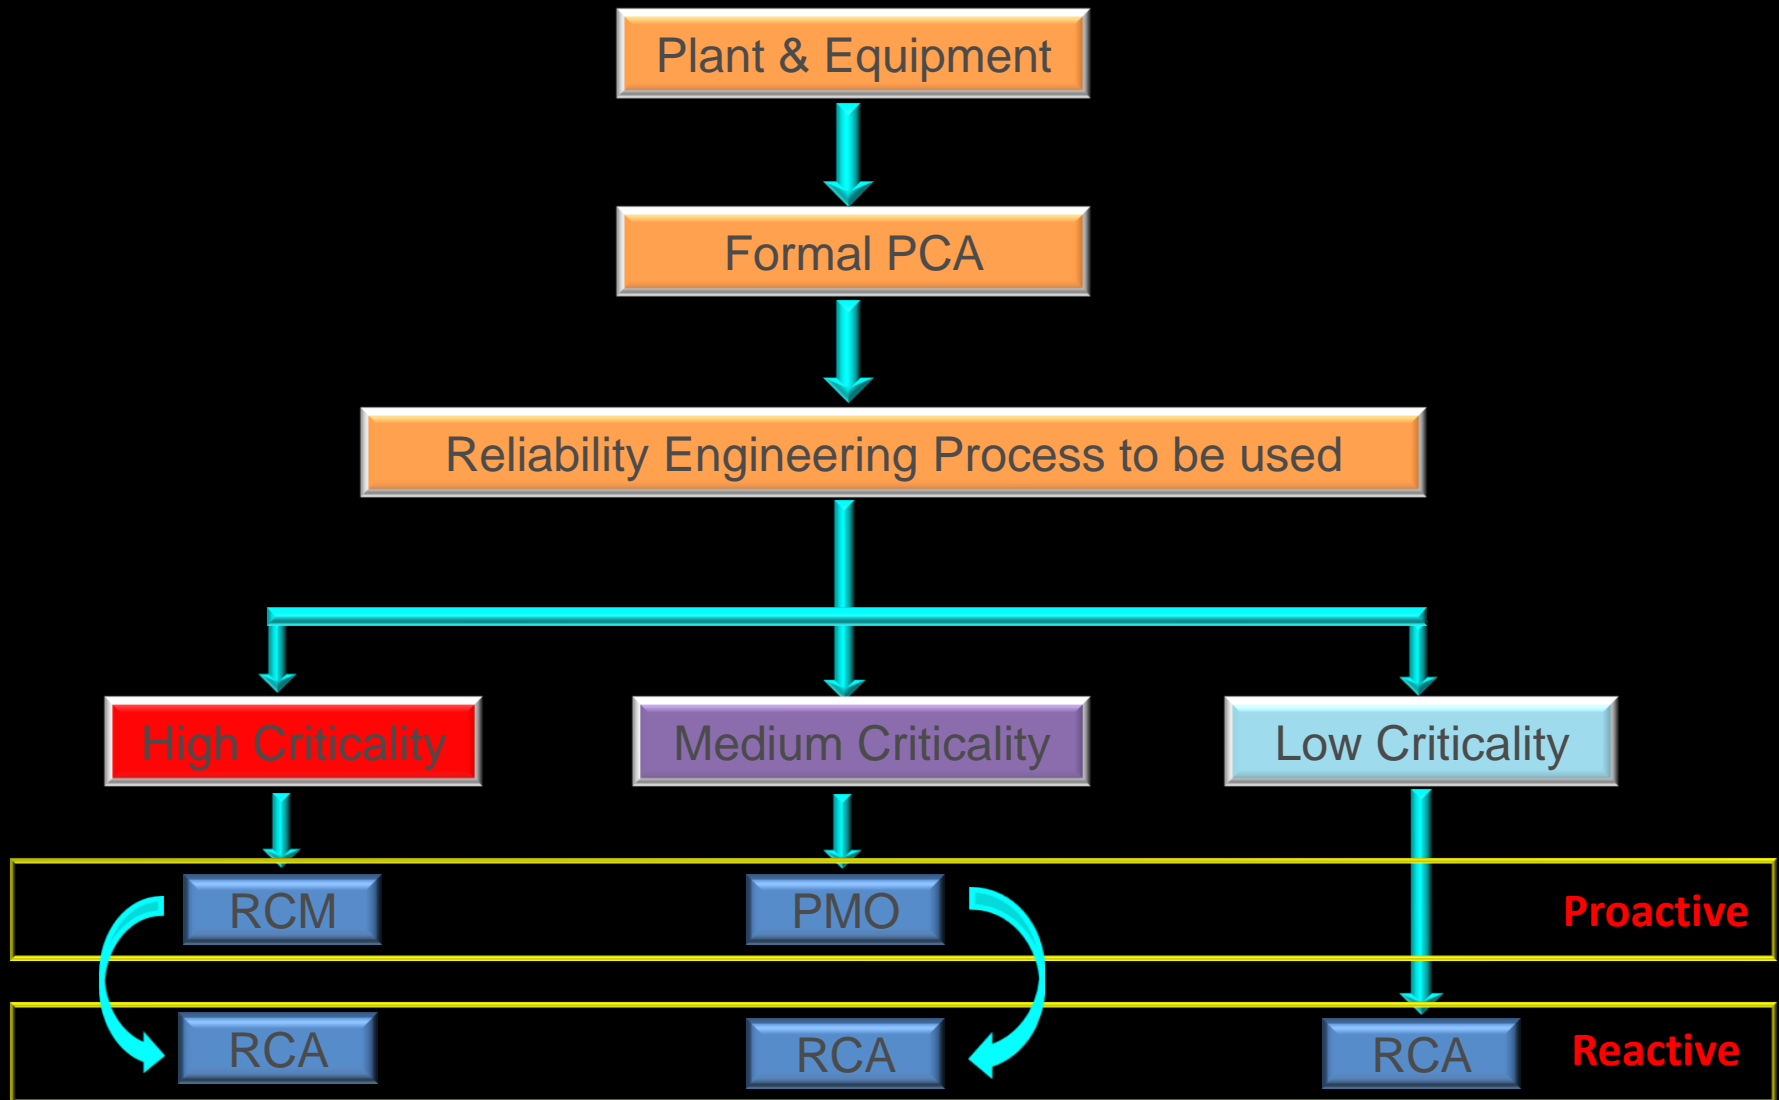 Plant & Equipment
Formal PCA
Reliability Engineering Process to be used
High Criticality
Medium Criticality
Low Criticality
RCM
PMO
Proactive
RCA
RCA
RCA
Reactive